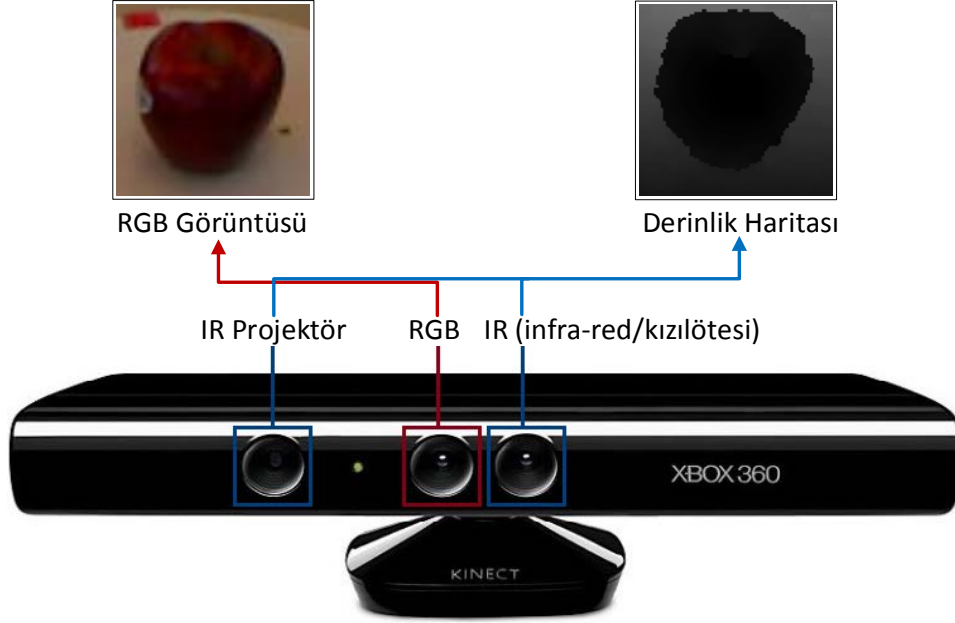 RGB Görüntüsü
Derinlik Haritası
IR Projektör
RGB
IR (infra-red/kızılötesi)
XBOX 360
KINECT